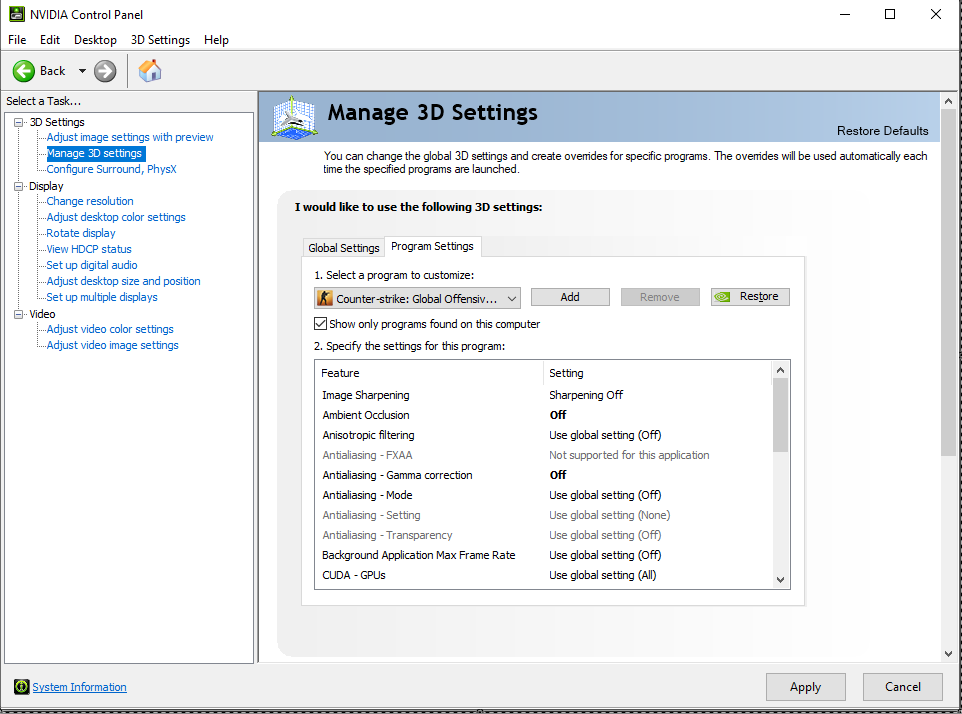 NVIDIA Control Panel
File Edit Desktop 3D Settings Help
Back
Select a Task...
3D Settings
Adjust image settings with preview
Manage 3D settings
Configure Surround, PhysX
Display
Change resolution
Adjust desktop color settings
Rotate display
View HDCP status
Set up digital audio
Adjust desktop size and position
Set up multiple displays
Video
Adjust video color settings
Adjust video image settings
System Information
Manage 3D Settings
Restore Defaults
You can change the global 3D settings and create overrides for specific programs. The overrides will be used automatically each
time the specified programs are launched.
I would like to use the following 3D settings:
Global Settings Program Settings
1. Select a program to customize:
Counter-strike: Global Offensiv... Add Remove Restore
Show only programs found on this computer
2. Specify the settings for this program:
Feature Setting
Image Sharpening Sharpening Off
Ambient Occlusion Off
Anisotropic filtering Use global setting (Off)
Antialiasing - FXAA Not supported for this application
Antialiasing - Gamma correction Off
Antialiasing - Mode Use global setting (Off)
Antialiasing - Setting Use global setting (None)
Antialiasing - Transparency Use global setting (Off)
Background Application Max Frame Rate Use global setting (Off)
CUDA - GPUs Use global setting (All)
Apply Cancel